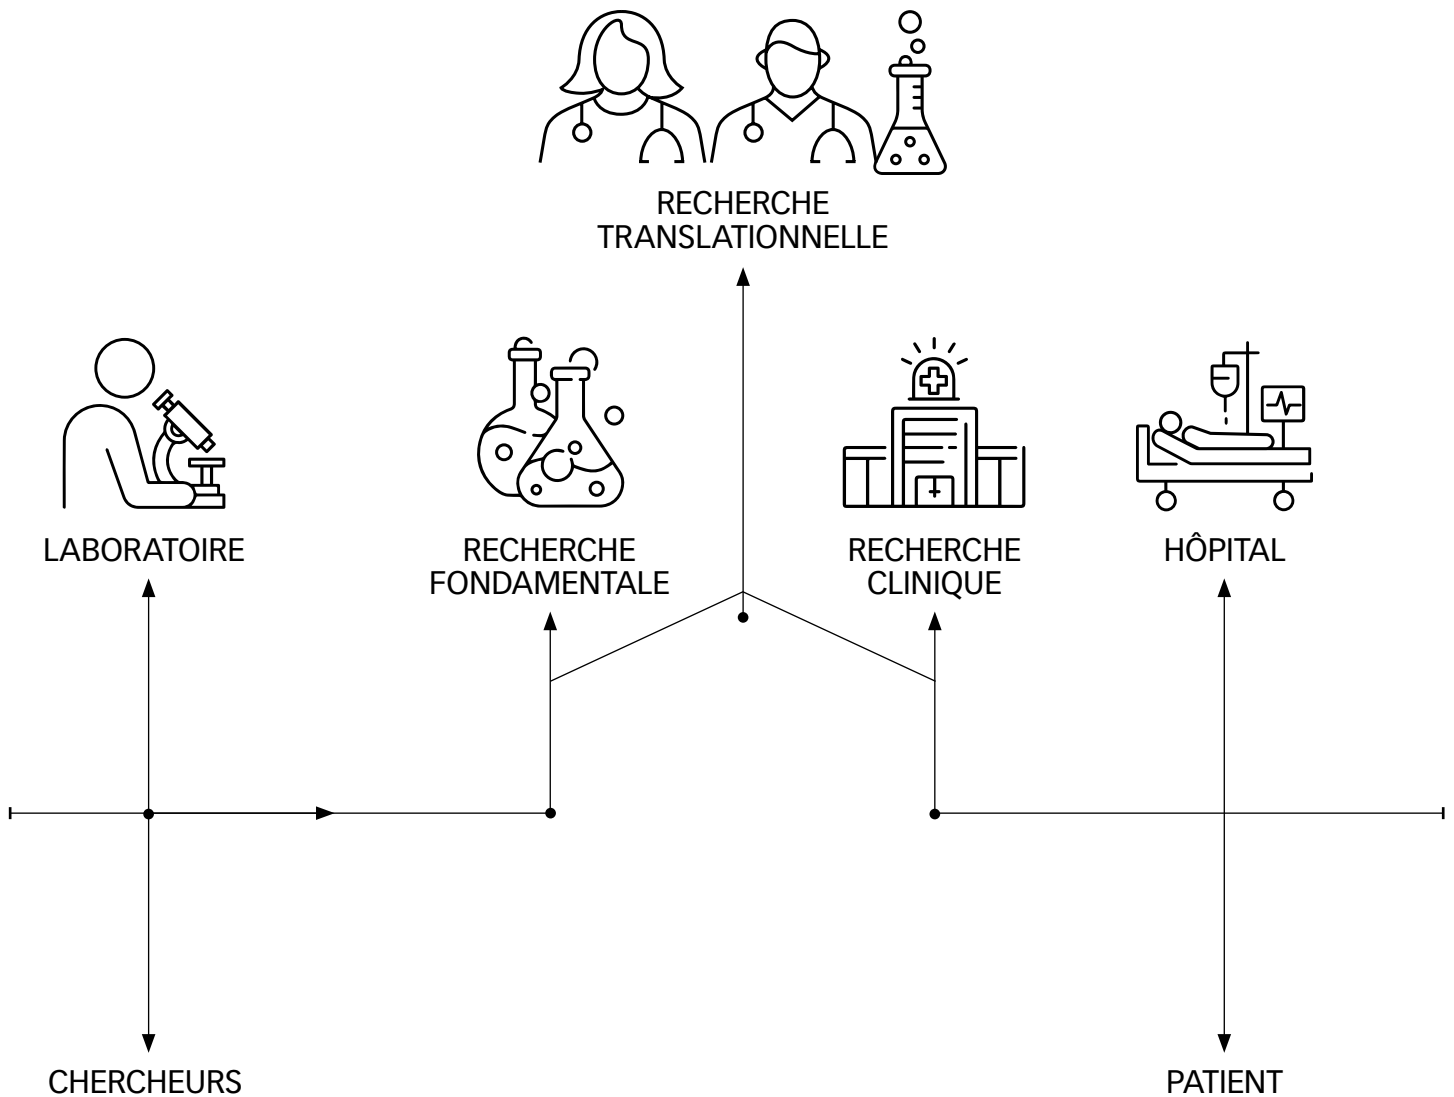 RECHERCHE
TRANSLATIONNELLE
LABORATOIRE
RECHERCHE
FONDAMENTALE
RECHERCHE
CLINIQUE
HÔPITAL
CHERCHEURS
PATIENT